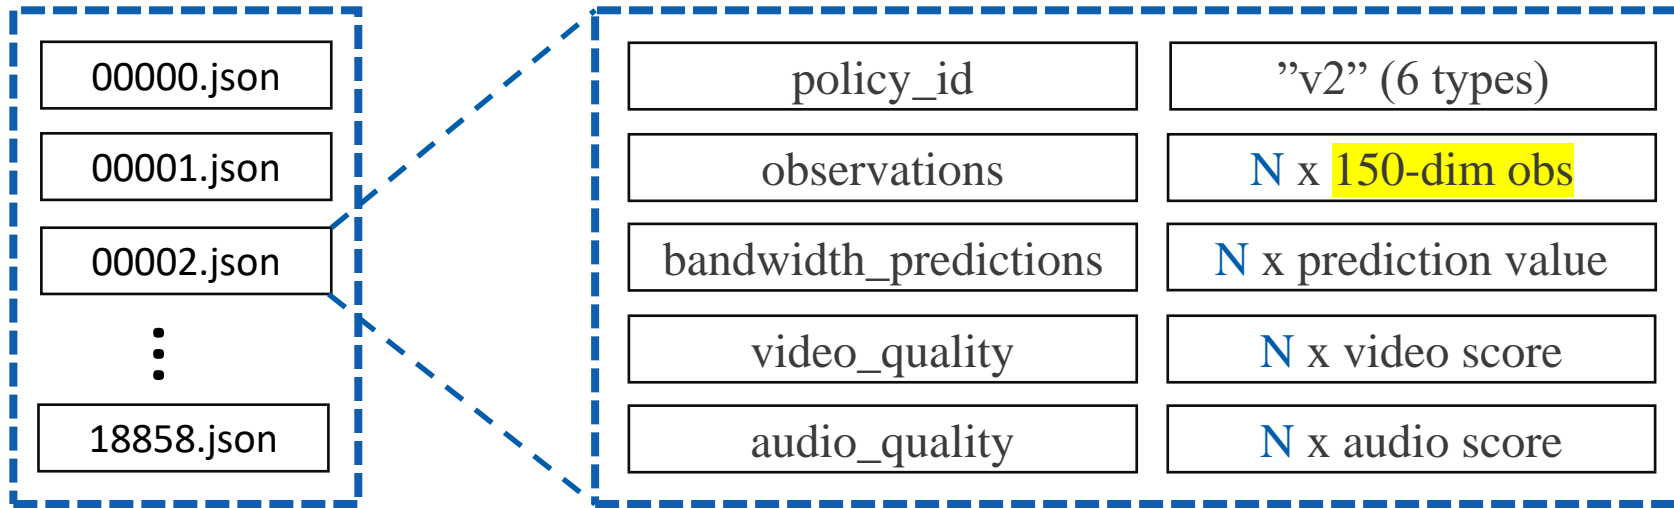 00000.json
00001.json
00002.json
18858.json
policy_id
”v2” (6 types)
observations
N x 150-dim obs
bandwidth_predictions
N x prediction value
video_quality
N x video score
audio_quality
N x audio score